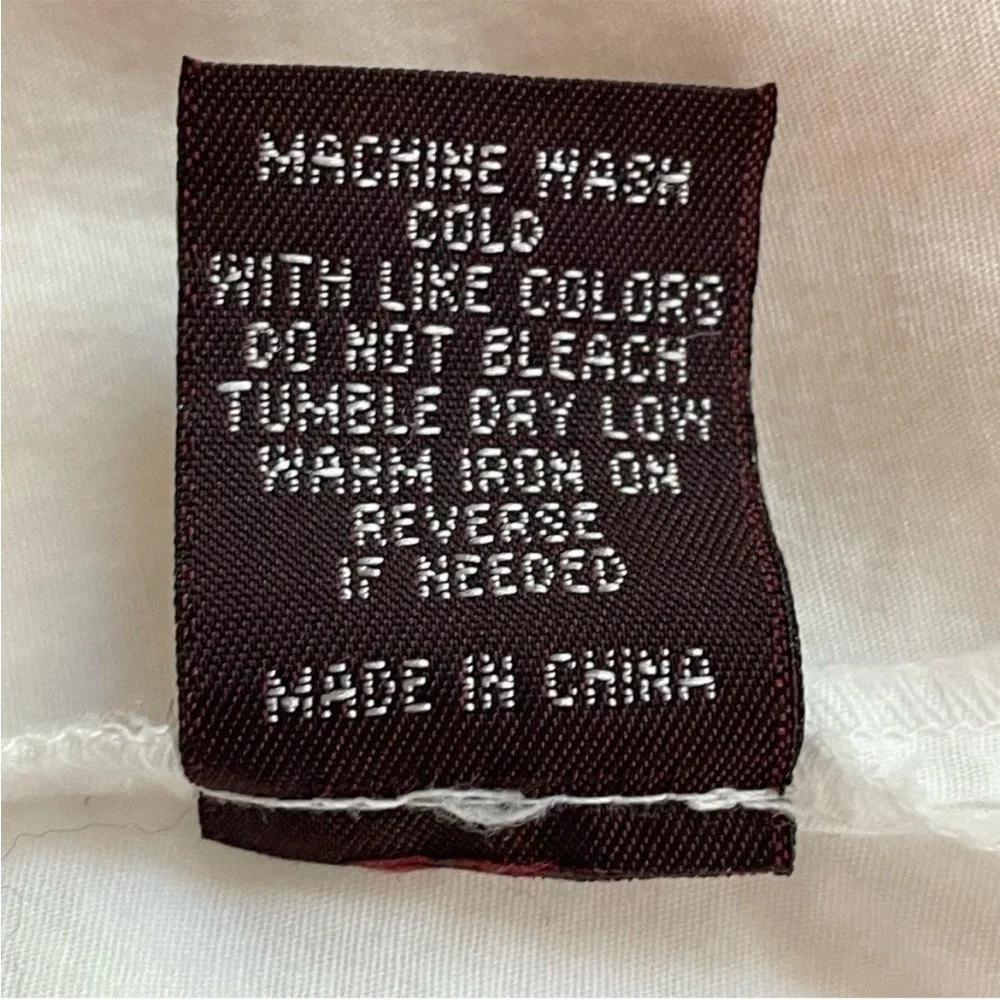 MACHINE WASH
COLD
WITH LIKE COLORS
DO NOT BLEACH
TUMBLE DRY LOW
WARM IRON ON
REVERSE
IF NEEDED
MADE IN CHINA